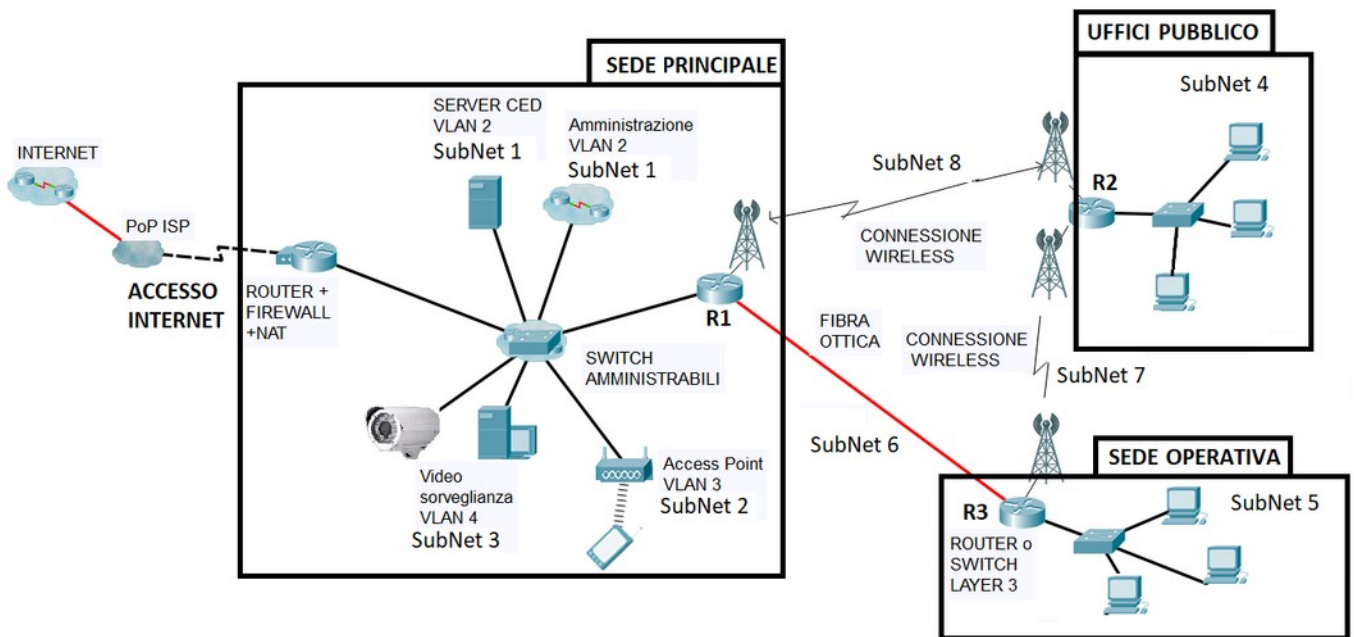 SEDE PRINCIPALE
UFFICI PUBBLICO
SERVER CED
VLAN 2
SubNet 1
Amministrazione
VLAN 2
SubNet 1
SubNet 4
INTERNET
SubNet 8
R2
PoP ISP
CONNESSIONE
WIRELESS
ACCESSO
INTERNET
ROUTER +
FIREWALL
+NAT
R1
SWITCH
AMMINISTRABILI
FIBRA
OTTICA
CONNESSIONE
WIRELESS
SubNet 7
SubNet 6
Video
sorveglianza
VLAN 4
SubNet 3
Access Point
VLAN 3
SubNet 2
SEDE OPERATIVA
SubNet 5
R3
ROUTER o
SWITCH
LAYER 3